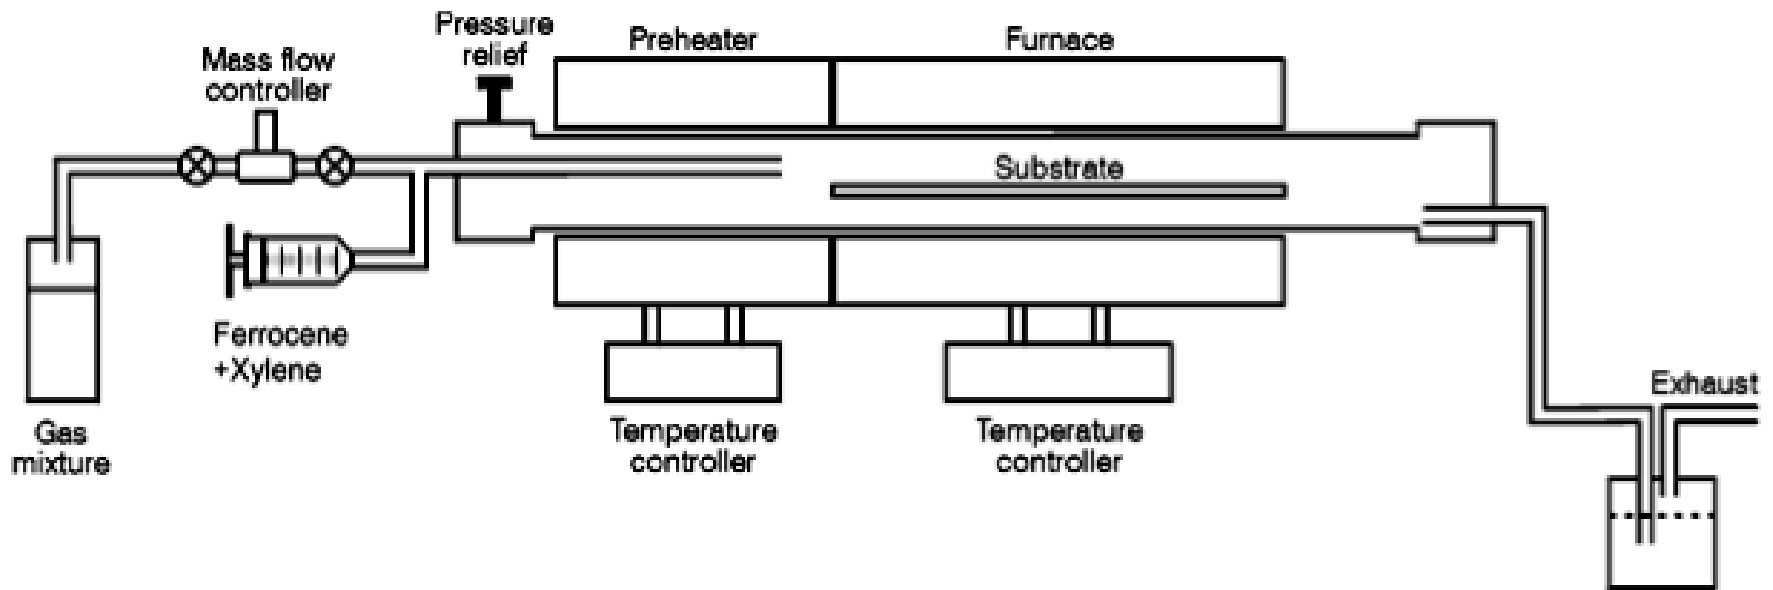 Pressure
relief
Preheater
Furnace
Mass flow
controller
Substrate
Ferrocene
+Xylene
Gas
mixture
Temperature
controller
Temperature
controller
Exhaust